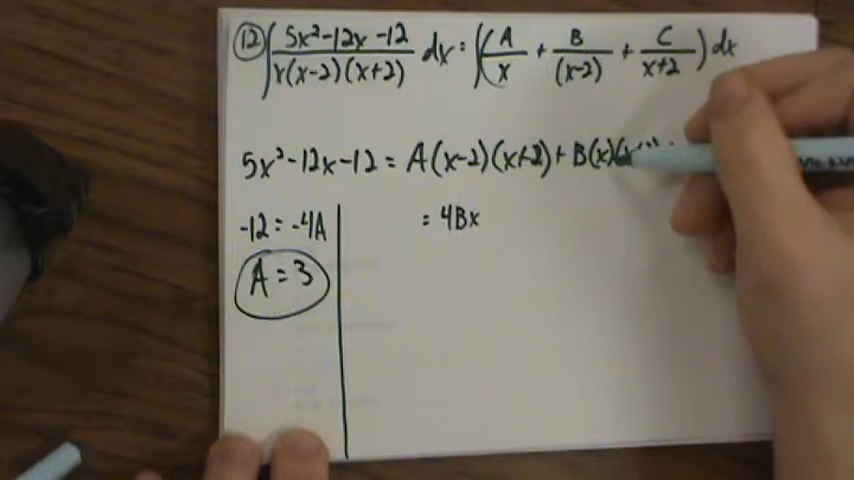 ⑫ ∫ (5x²-12x-12)/(x(x-2)(x+2)) dx = ∫(A/x + B/(x-2) + C/(x+2)) dx
5x²-12x-12 = A(x-2)(x+2) + B(x)(x
-12 = -4A
= 4Bx
A = 3